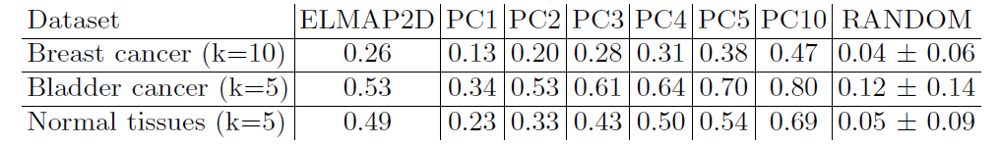 Dataset ELMAP2D PC1 PC2 PC3 PC4 PC5 PC10 RANDOM
Breast cancer (k=10) 0.26 0.13 0.20 0.28 0.31 0.38 0.47 0.04 ± 0.06
Bladder cancer (k=5) 0.53 0.34 0.53 0.61 0.64 0.70 0.80 0.12 ± 0.14
Normal tissues (k=5) 0.49 0.23 0.33 0.43 0.50 0.54 0.69 0.05 ± 0.09